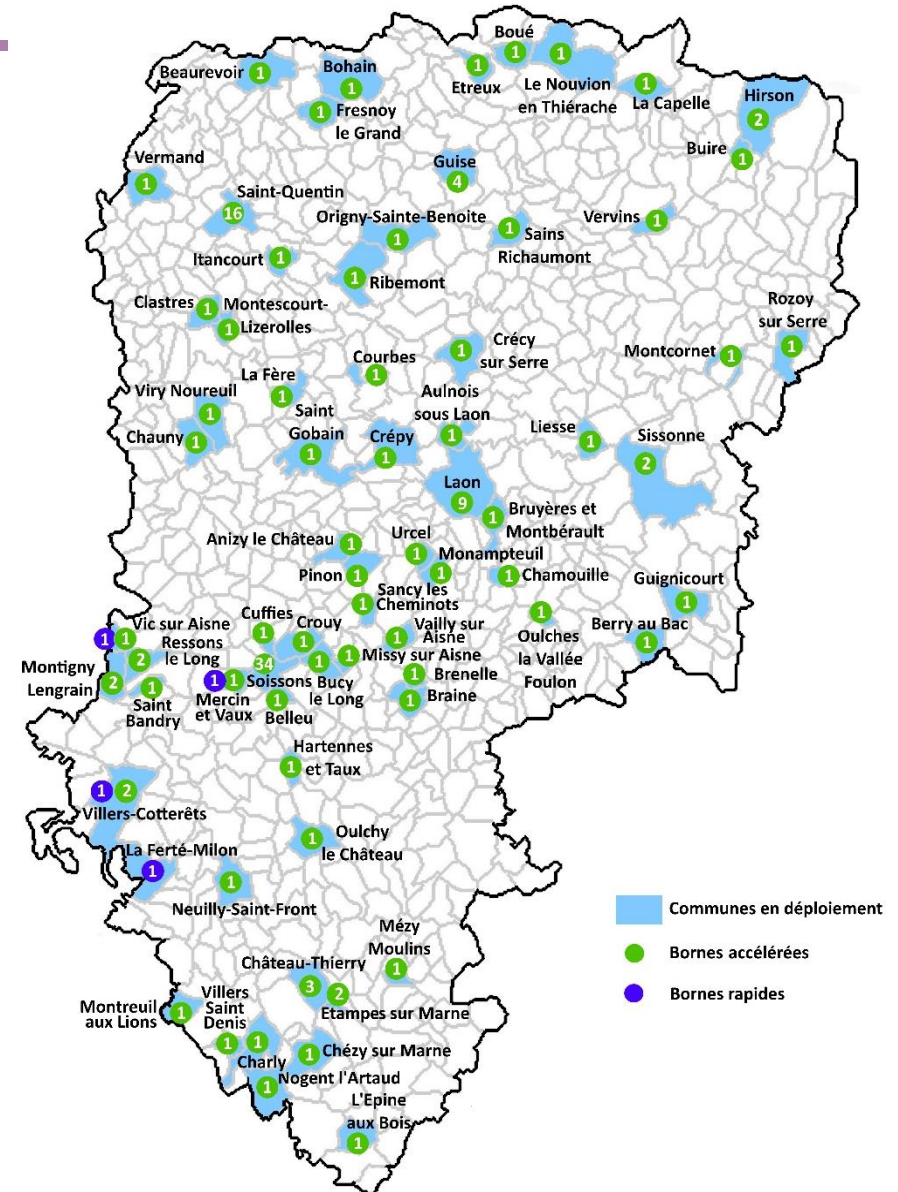 Boué
1
1
Beaurevoir 1
Bohain
1
1
Etreux
Le Nouvion
en Thiérache
1
La Capelle
Hirson
2
1 Fresnoy
le Grand
Buire 1
Vermand
1
Guise
4
Saint-Quentin
16
Origny-Sainte-Benoite
1
1 Sains
Richaumont
Vervins 1
Itancourt 1
1 Ribemont
Clastres 1
Montescourt-
1 Lizerolles
Rozoy
sur Serre
1
Crécy
1 sur Serre
Montcornet 1
Courbes
1
La Fère
1
Aulnois
sous Laon
1
Viry Noureuil
1
Chauny 1
Saint
Gobain
1
Crépy
1
Liesse
1
Sissonne
2
Laon
9
1 Bruyères et
Montbérault
Anizy le Château 1
Urcel
1
Monampteuil
1
Pinon 1
1 Chamouille
Guignicourt
1
Sancy les
1 Cheminots
1
Oulches
la Vallée
Foulon
Berry au Bac
1
Cuffies
1
Crouy
1
1 Vailly sur
Aisne
1 1 Vic sur Aisne
Ressons
2 le Long
Montigny
Lengrain 2
1
Saint
Bandry
34
Soissons
1 1
Mercin
et Vaux
1
Bucy
le Long
1 Missy sur Aisne
1 Brenelle
1 Braine
1
Belleu
Hartennes
1 et Taux
1 2
Villers-Cotterêts
1 Oulchy
le Château
La Ferté-Milon
1
1
Neuilly-Saint-Front
Communes en déploiement
Bornes accélérées
Bornes rapides
Mézy
Moulins
1
Château-Thierry
3
2
Etampes sur Marne
Montreuil
aux Lions 1
Villers
Saint
Denis
1
1
Charly
1 Chézy sur Marne
1
Nogent l'Artaud
L'Epine
aux Bois
1